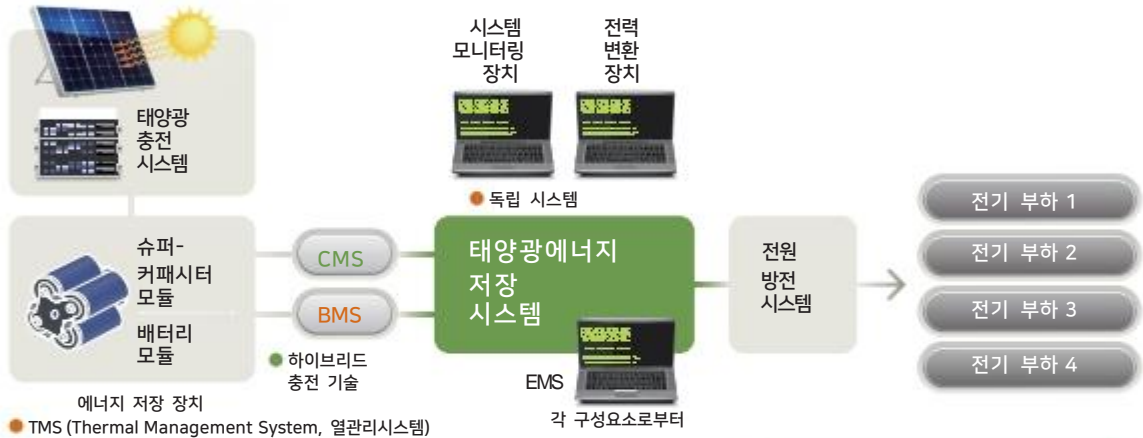 태양광
충전
시스템
슈퍼-
커패시터
모듈
배터리
모듈
에너지 저장 장치
TMS (Thermal Management System, 열관리시스템)
CMS
BMS
하이브리드
충전 기술
시스템
모니터링
장치
전력
변환
장치
독립 시스템
태양광에너지
저장
시스템
EMS
각 구성요소로부터
전원
방전
시스템
전기 부하 1
전기 부하 2
전기 부하 3
전기 부하 4